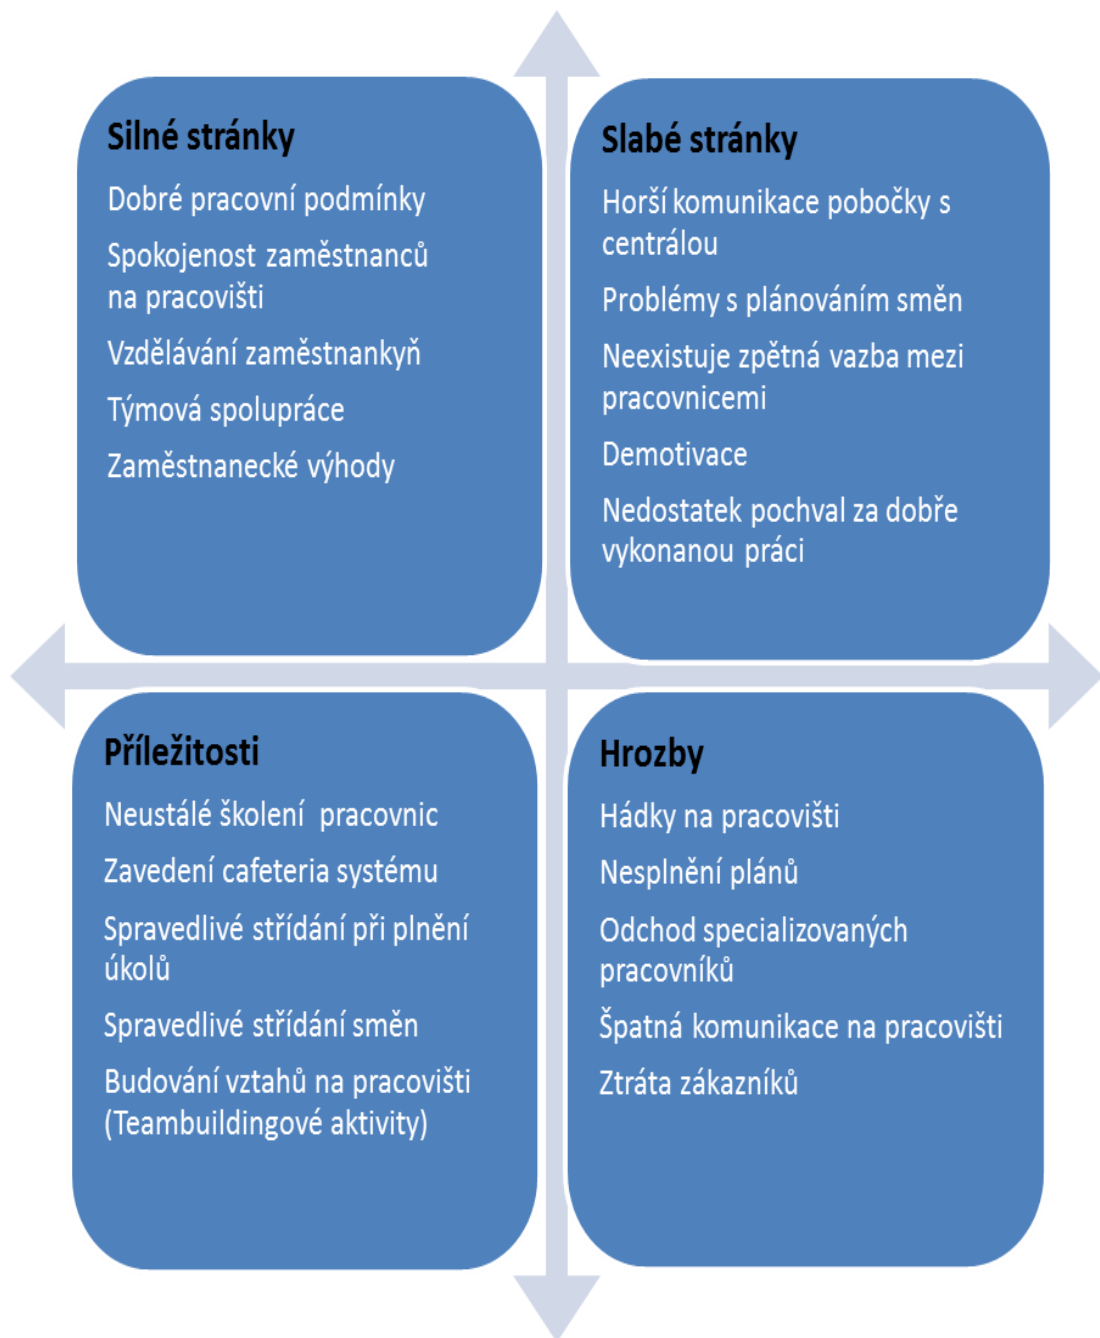 Silné stránky
Dobré pracovní podmínky
Spokojenost zaměstnanců
na pracovišti
Vzdělávání zaměstnankyň
Týmová spolupráce
Zaměstnanecké výhody
Slabé stránky
Horší komunikace pobočky s
centrálou
Problémy s plánováním směn
Neexistuje zpětná vazba mezi
pracovnicemi
Demotivace
Nedostatek pochval za dobře
vykonanou práci
Příležitosti
Neustálé školení  pracovnic
Zavedení cafeteria systému
Spravedlivé střídání při plnění
úkolů
Spravedlivé střídání směn
Budování vztahů na pracovišti
(Teambuildingové aktivity)
Hrozby
Hádky na pracovišti
Nesplnění plánů
Odchod specializovaných
pracovníků
Špatná komunikace na pracovišti
Ztráta zákazníků